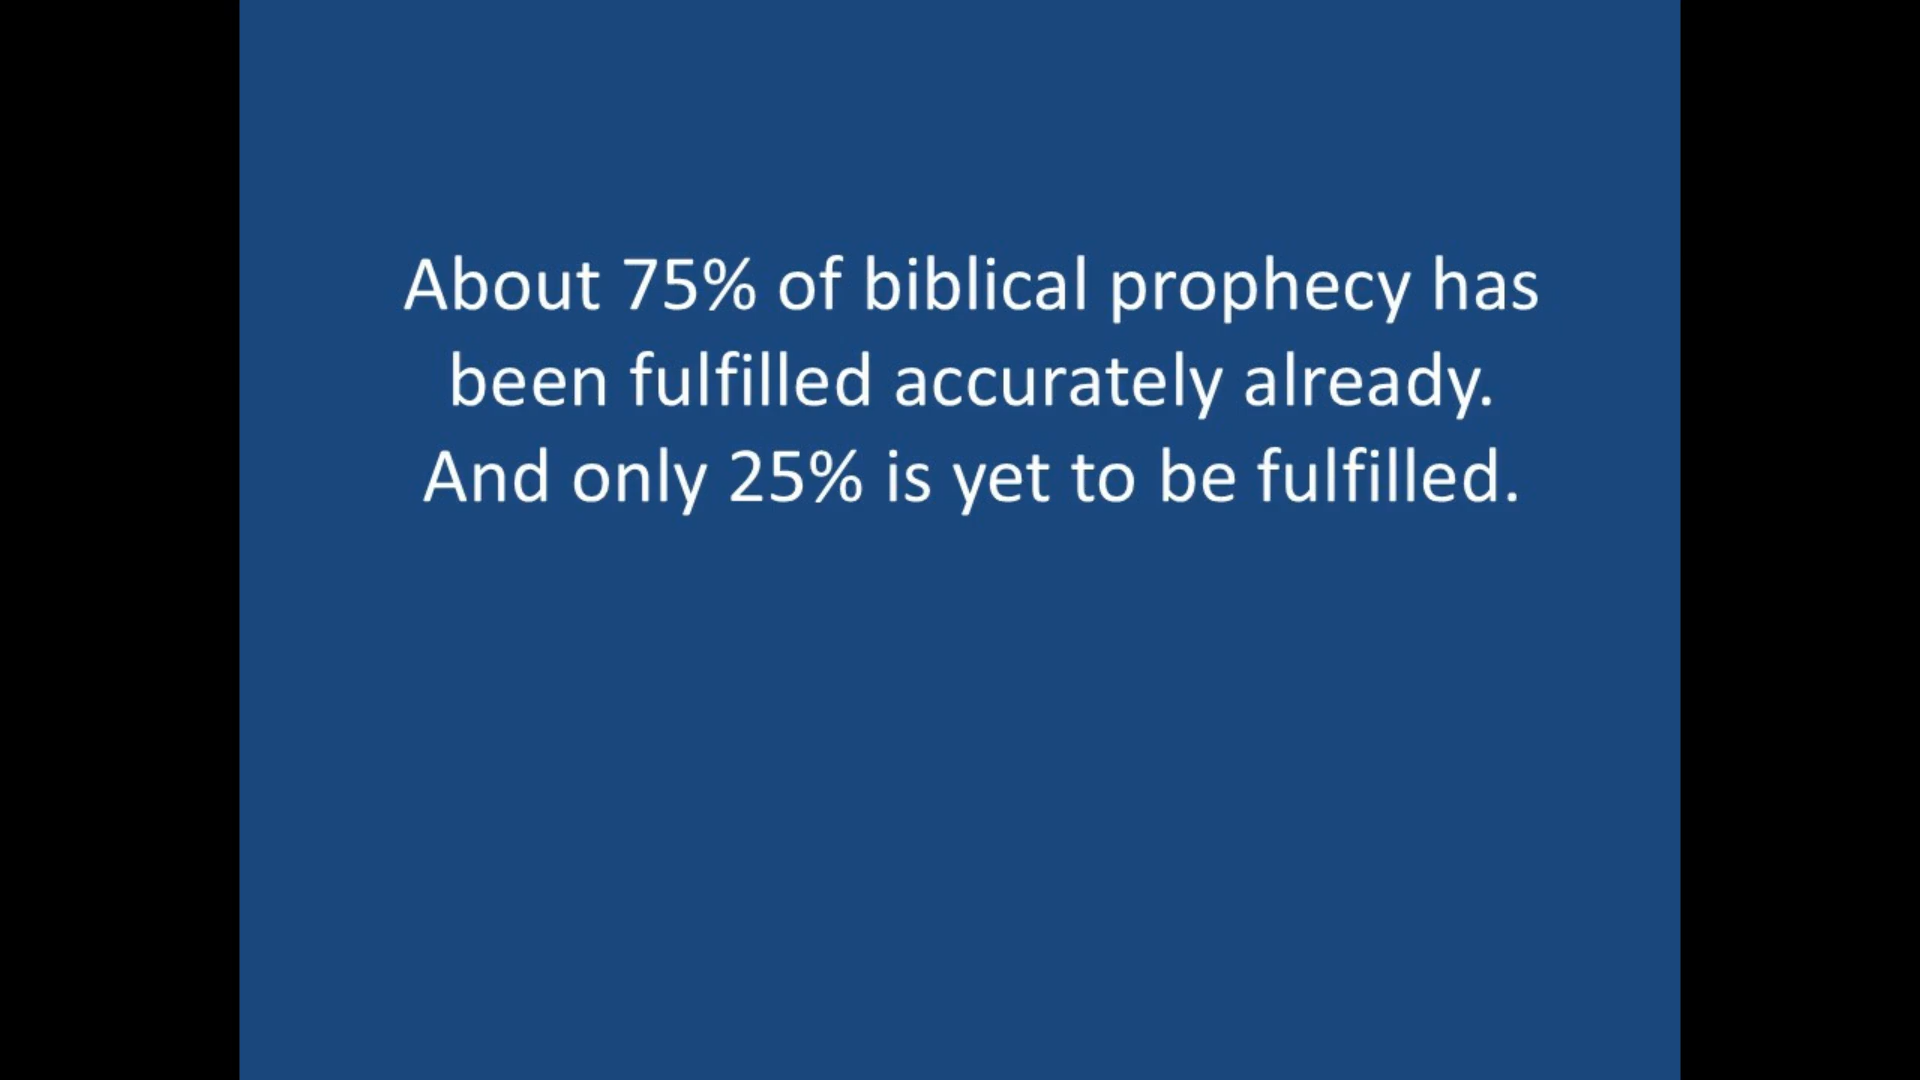 About 75% of biblical prophecy has
been fulfilled accurately already.
And only 25% is yet to be fulfilled.